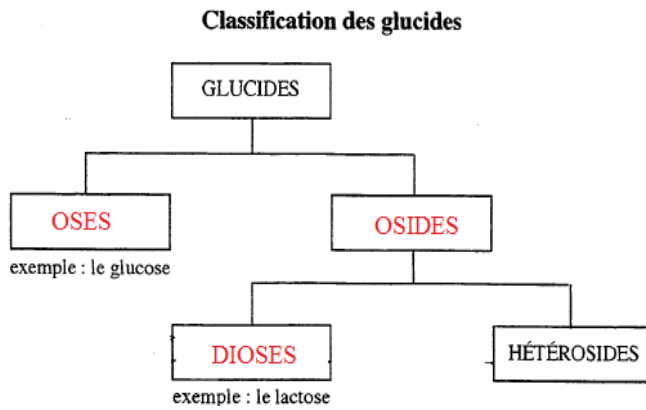 Classification des glucides
GLUCIDES
OSES
OSIDES
exemple : le glucose
DIOSES
HÉTÉROSIDES
exemple : le lactose